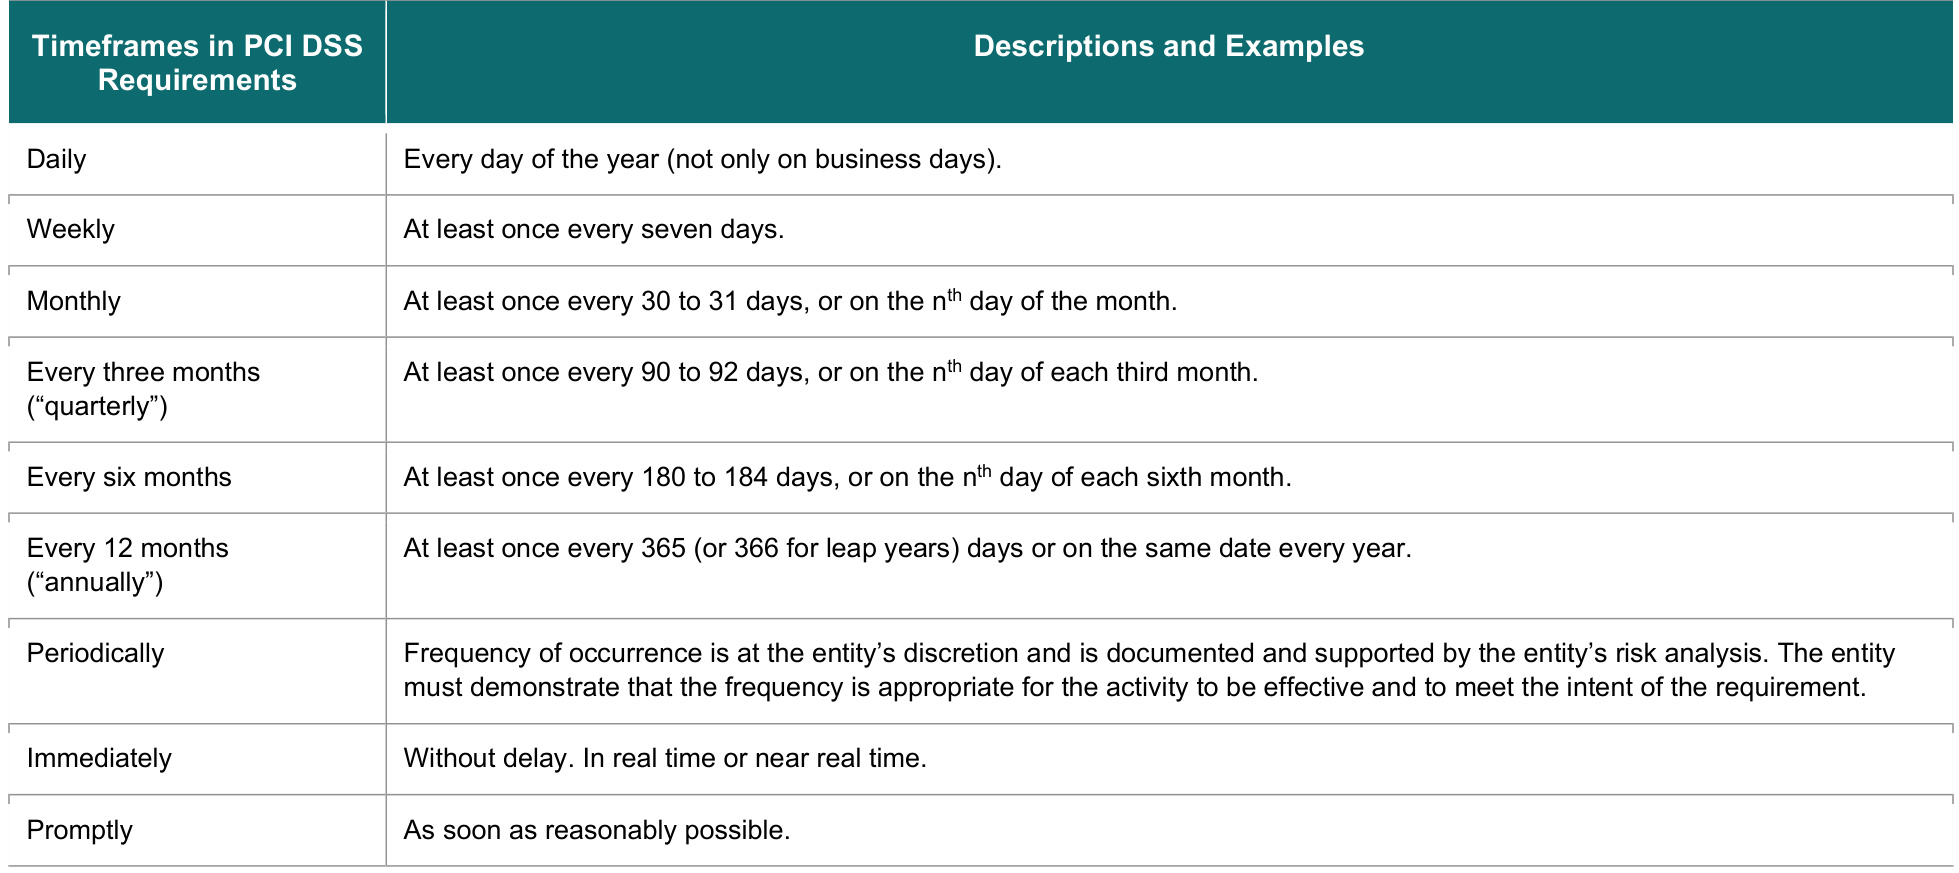 Timeframes in PCI DSS
Requirements
Descriptions and Examples
Daily
Every day of the year (not only on business days).
Weekly
At least once every seven days.
Monthly
At least once every 30 to 31 days, or on the nth day of the month.
Every three months
(“quarterly”)
At least once every 90 to 92 days, or on the nth day of each third month.
Every six months
At least once every 180 to 184 days, or on the nth day of each sixth month.
Every 12 months
(“annually”)
At least once every 365 (or 366 for leap years) days or on the same date every year.
Periodically
Frequency of occurrence is at the entity’s discretion and is documented and supported by the entity’s risk analysis. The entity
must demonstrate that the frequency is appropriate for the activity to be effective and to meet the intent of the requirement.
Immediately
Without delay. In real time or near real time.
Promptly
As soon as reasonably possible.